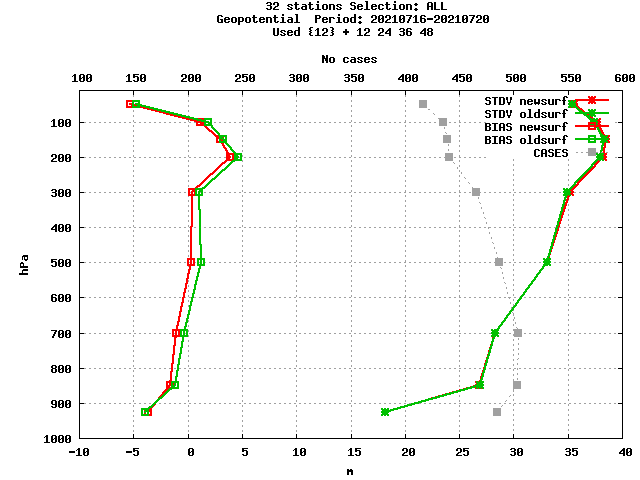 32 stations Selection: ALL
Geopotential  Period: 20210716-20210720
Used {12} + 12 24 36 48
No cases
100 150 200 250 300 350 400 450 500 550 600
STDV newsurf
STDV oldsurf
BIAS newsurf
BIAS oldsurf
CASES
100
200
300
400
500
600
700
800
900
1000
hPa
-10 -5 0 5 10 15 20 25 30 35 40
m